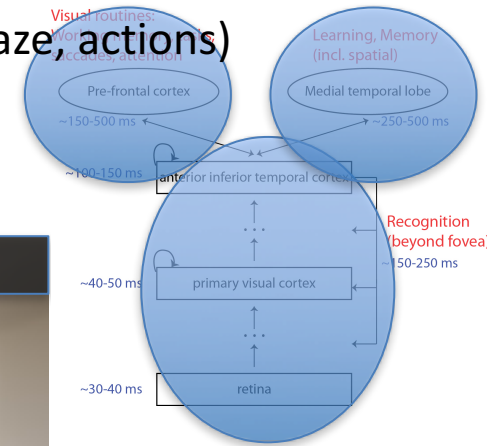 aze, actions)
Visual routines:
saccades, attention
Pre-frontal cortex
~150-500 ms
Learning, Memory
(incl. spatial)
Medial temporal lobe
~250-500 ms
~100-150 ms
anterior inferior temporal cortex
Recognition
(beyond fovea)
~150-250 ms
~40-50 ms
primary visual cortex
~30-40 ms
retina